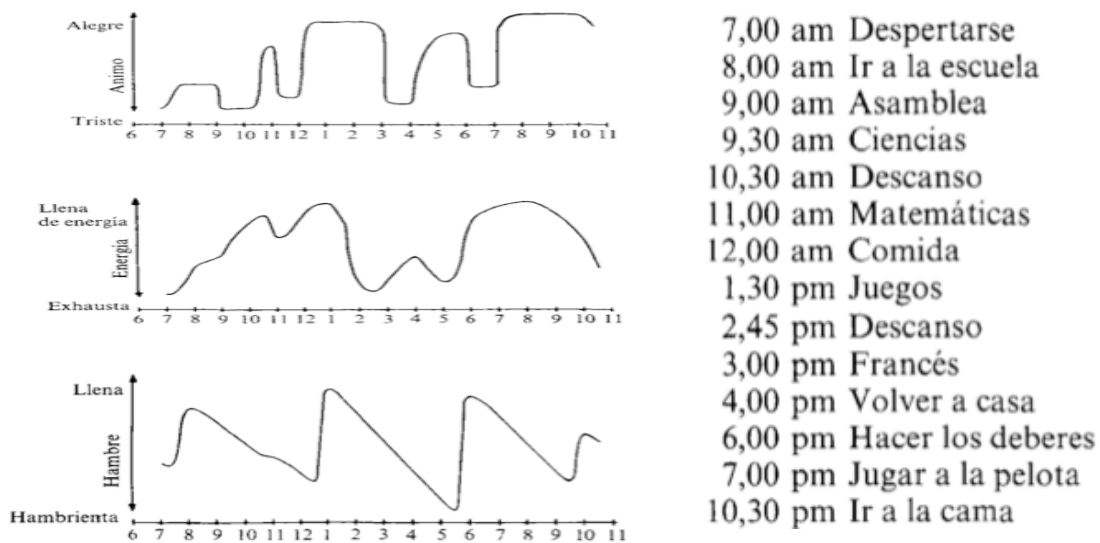 Alegre
Animo
Triste
6 7 8 9 10 11 12 1 2 3 4 5 6 7 8 9 10 11
Llena
de energía
Energía
Exhausta
6 7 8 9 10 11 12 1 2 3 4 5 6 7 8 9 10 11
Llena
Hambre
Hambrienta
6 7 8 9 10 11 12 1 2 3 4 5 6 7 8 9 10 11
7,00 am Despertarse
8,00 am Ir a la escuela
9,00 am Asamblea
9,30 am Ciencias
10,30 am Descanso
11,00 am Matemáticas
12,00 am Comida
1,30 pm Juegos
2,45 pm Descanso
3,00 pm Francés
4,00 pm Volver a casa
6,00 pm Hacer los deberes
7,00 pm Jugar a la pelota
10,30 pm Ir a la cama